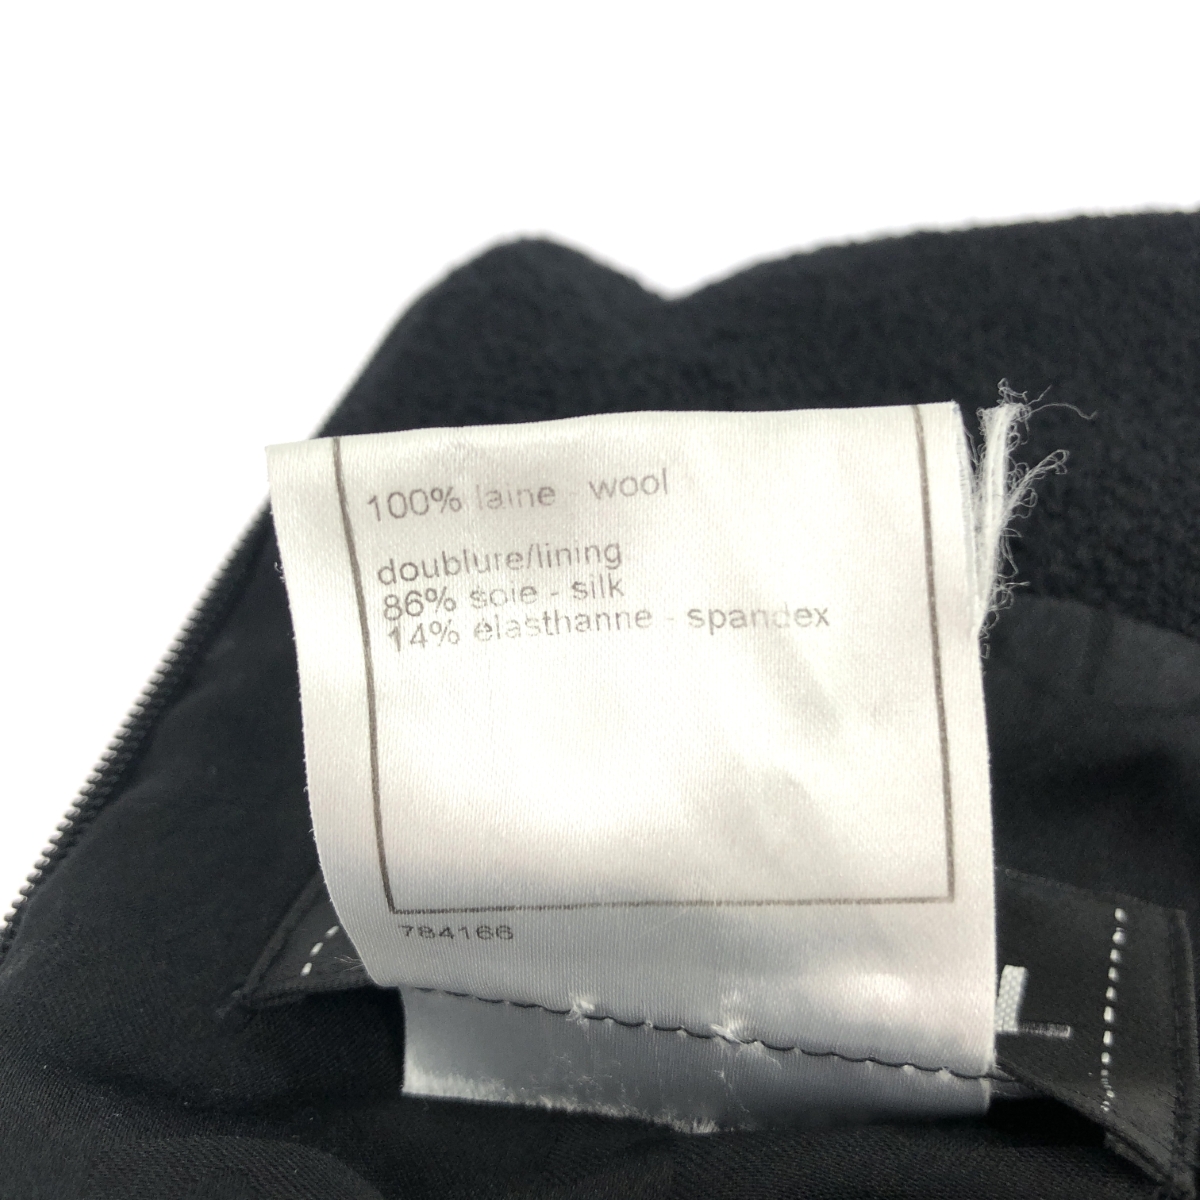 100% laine - wool
doublure/lining
86% soie - silk
14% élasthanne - spandex
784166